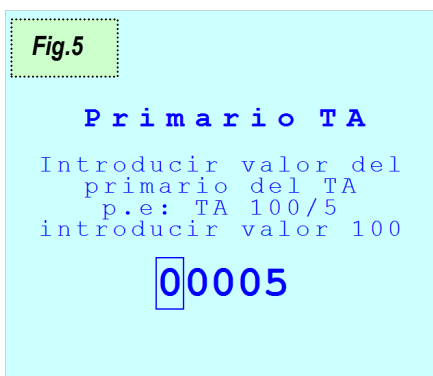 Fig.5
Primario TA
Introducir valor del
primario del TA
p.e: TA 100/5
introducir valor 100
00005